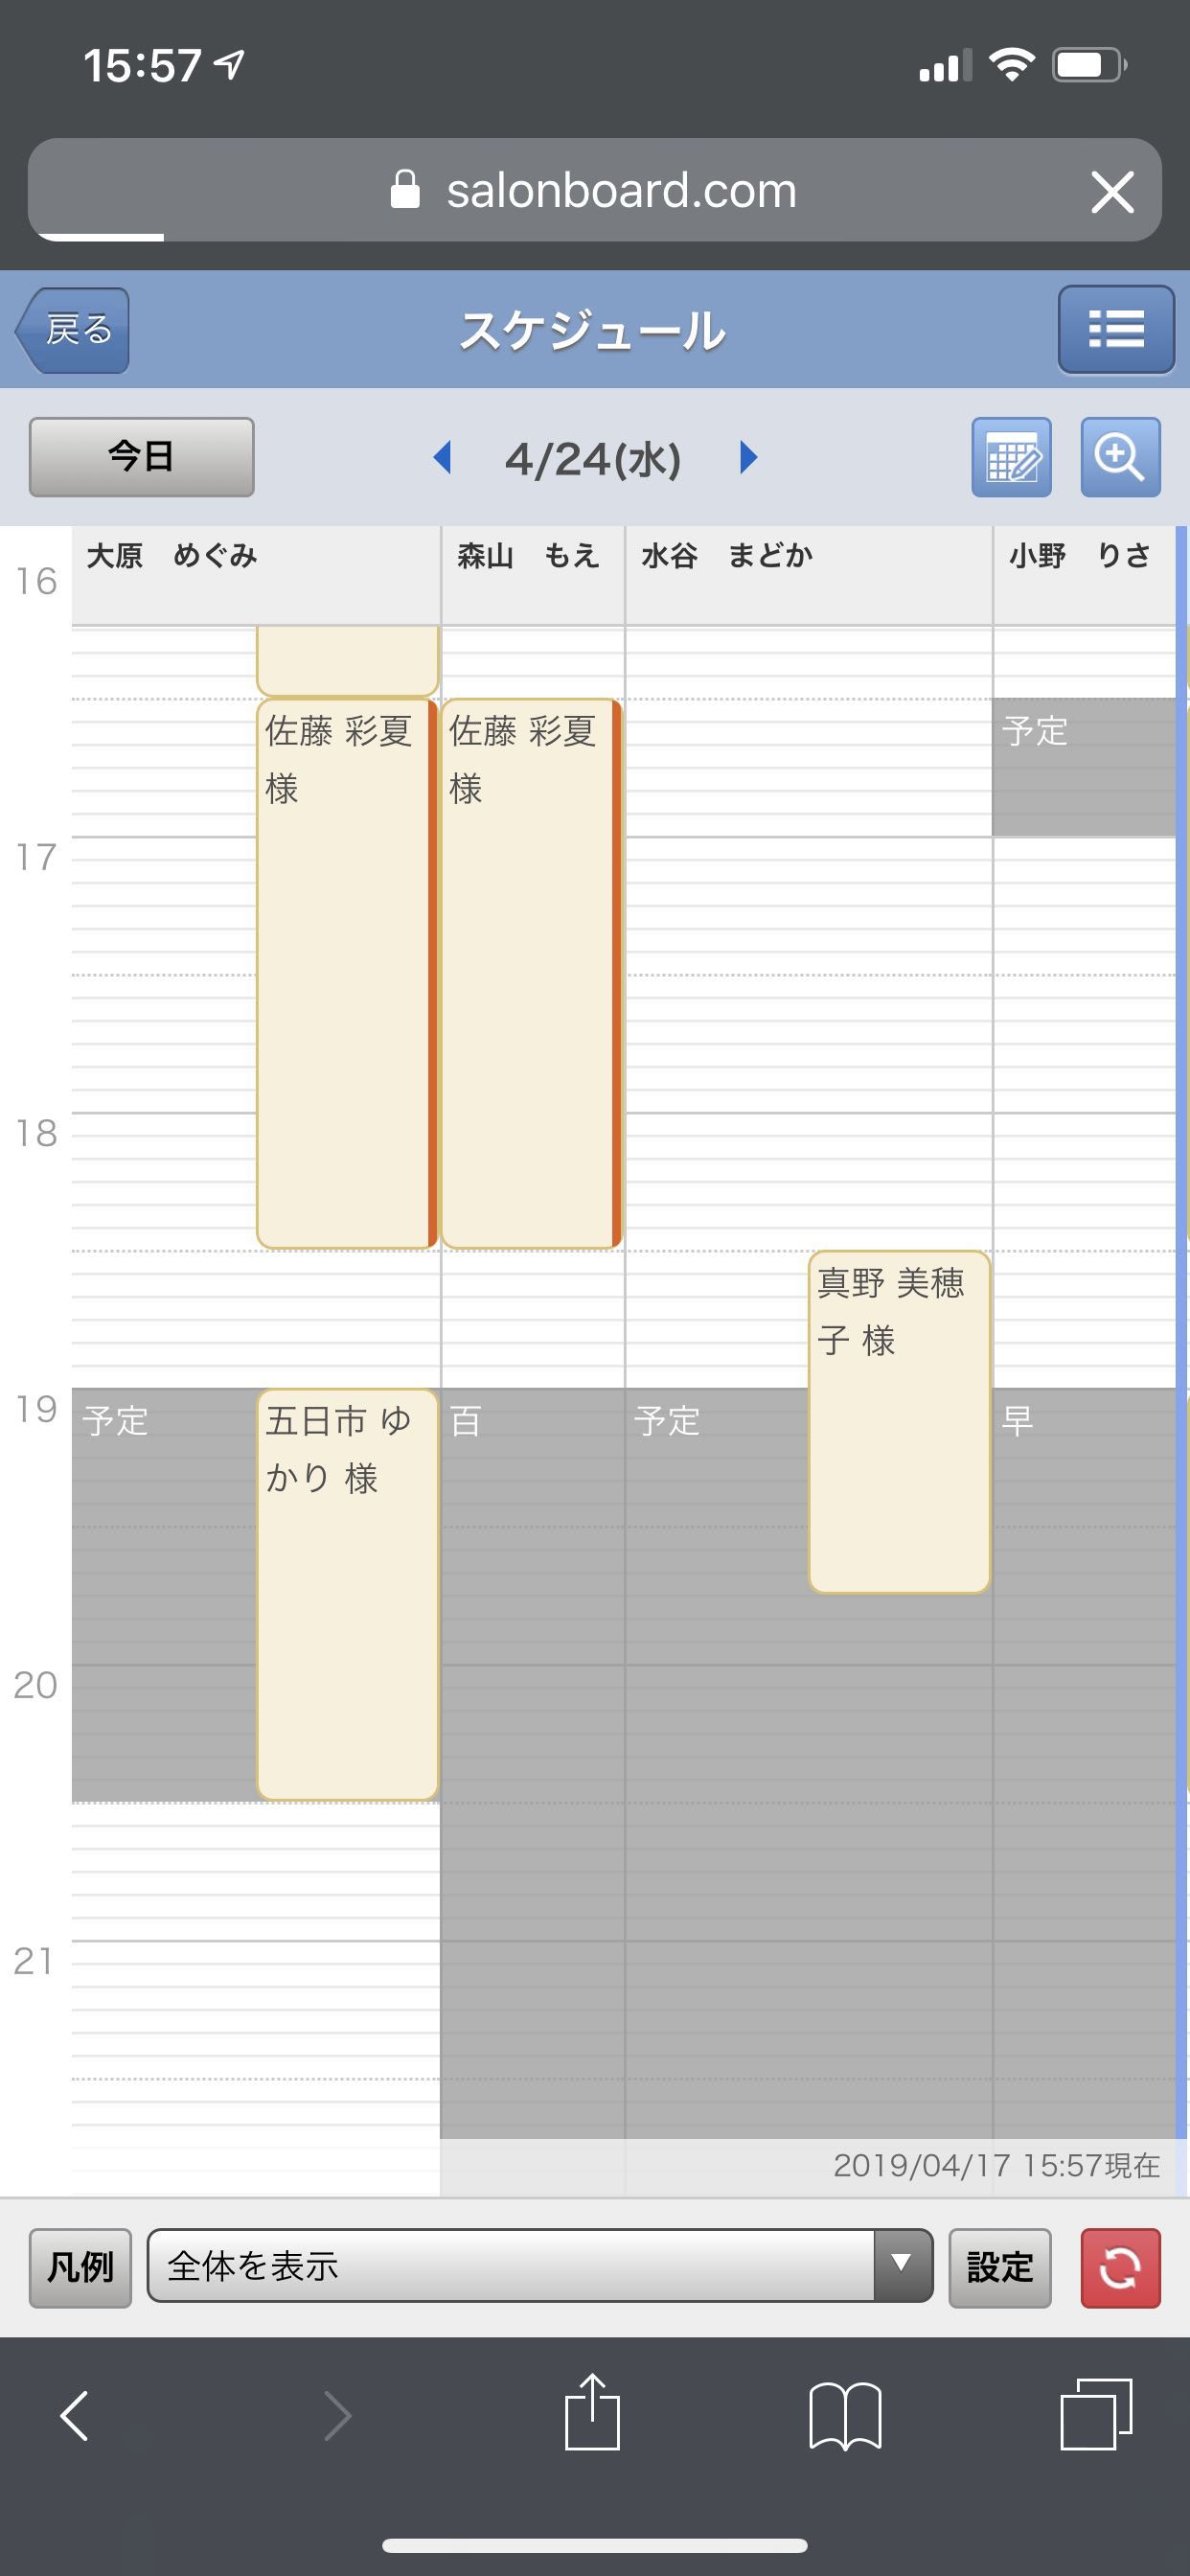 15:57
salonboard.com
戻る
スケジュール
今日
4/24(水)
大原 めぐみ
森山 もえ
水谷 まどか
小野 りさ
16
佐藤 彩夏
様
佐藤 彩夏
様
予定
17
18
真野 美穂
子 様
19
予定
五日市 ゆ
かり 様
百
予定
早
20
21
2019/04/17 15:57現在
凡例
全体を表示
設定